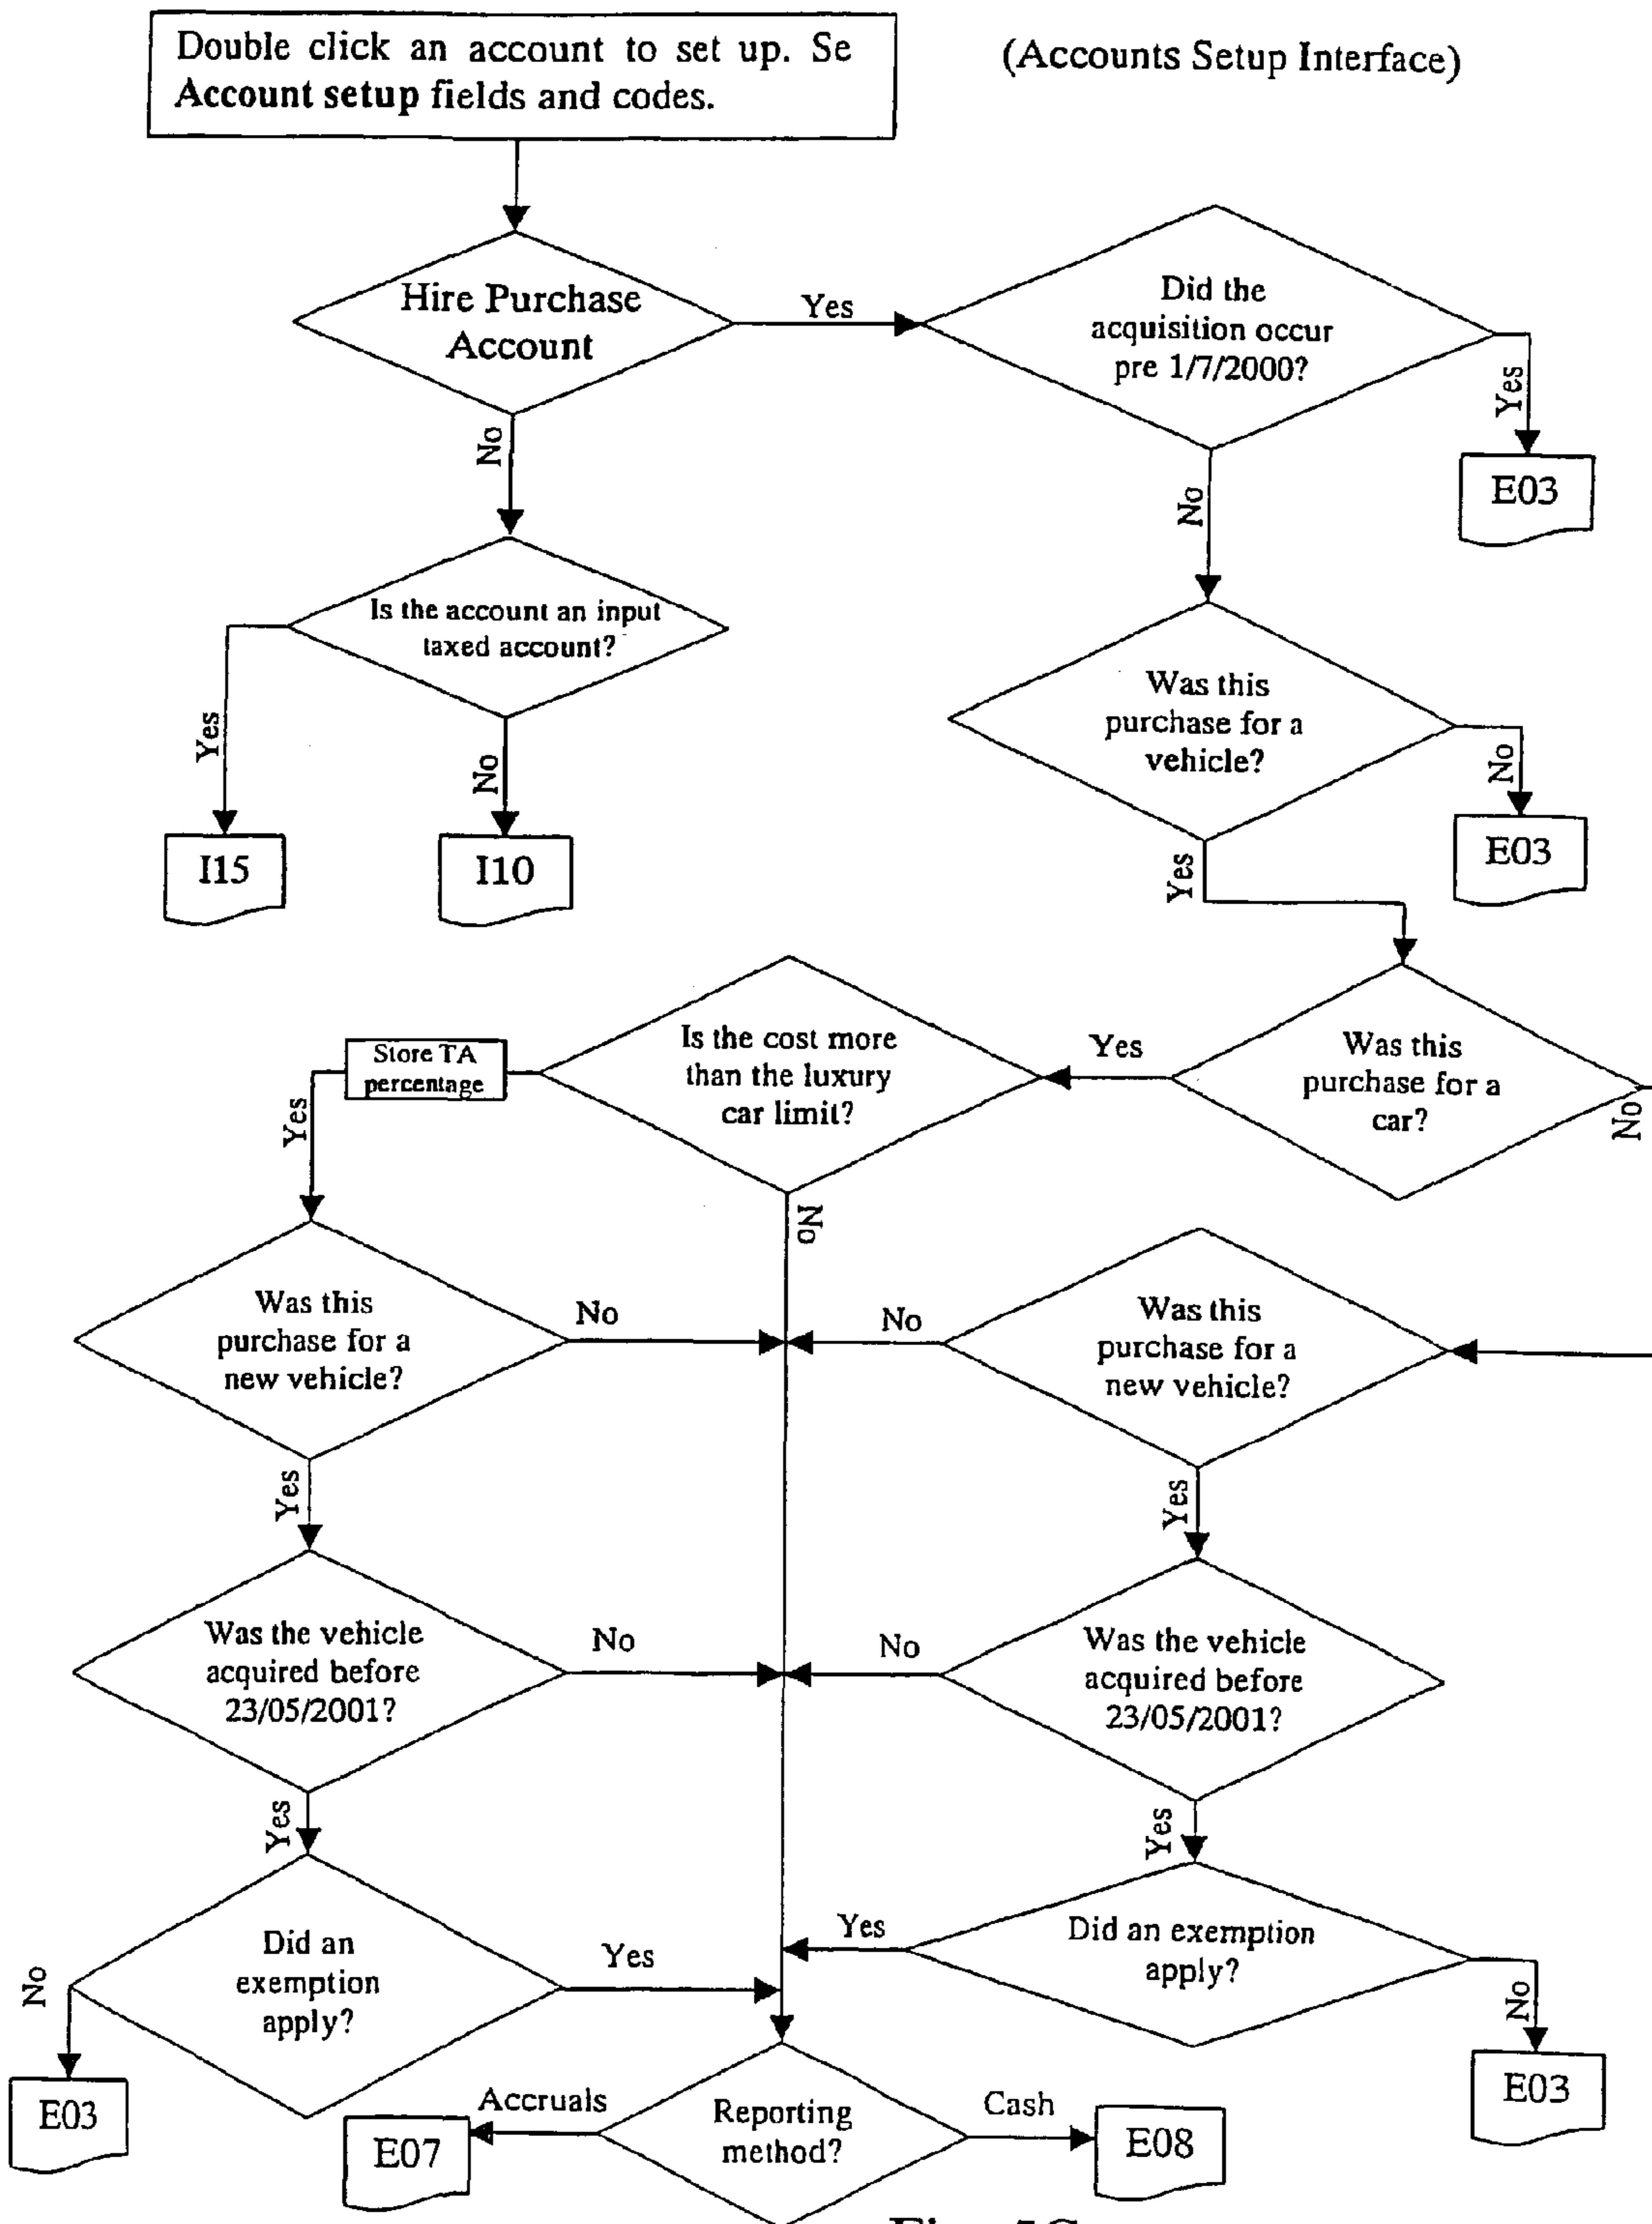 Double click an account to set up. Se
Account setup fields and codes.
(Accounts Setup Interface)
Hire Purchase
Account
Yes
Did the
acquisition occur
pre 1/7/2000?
Yes
E03
No
No
Is the account an input
taxed account?
Yes
No
I15
I10
Was this
purchase for a
vehicle?
No
E03
Yes
Was this
purchase for a
car?
No
Yes
Is the cost more
than the luxury
car limit?
Store TA
percentage
Yes
No
Was this
purchase for a
new vehicle?
No
No
Was this
purchase for a
new vehicle?
Yes
Yes
Was the vehicle
acquired before
23/05/2001?
No
No
Was the vehicle
acquired before
23/05/2001?
Yes
Yes
Did an
exemption
apply?
No
Yes
Yes
Did an exemption
apply?
No
E03
E03
Reporting
method?
Accruals
Cash
E07
E08